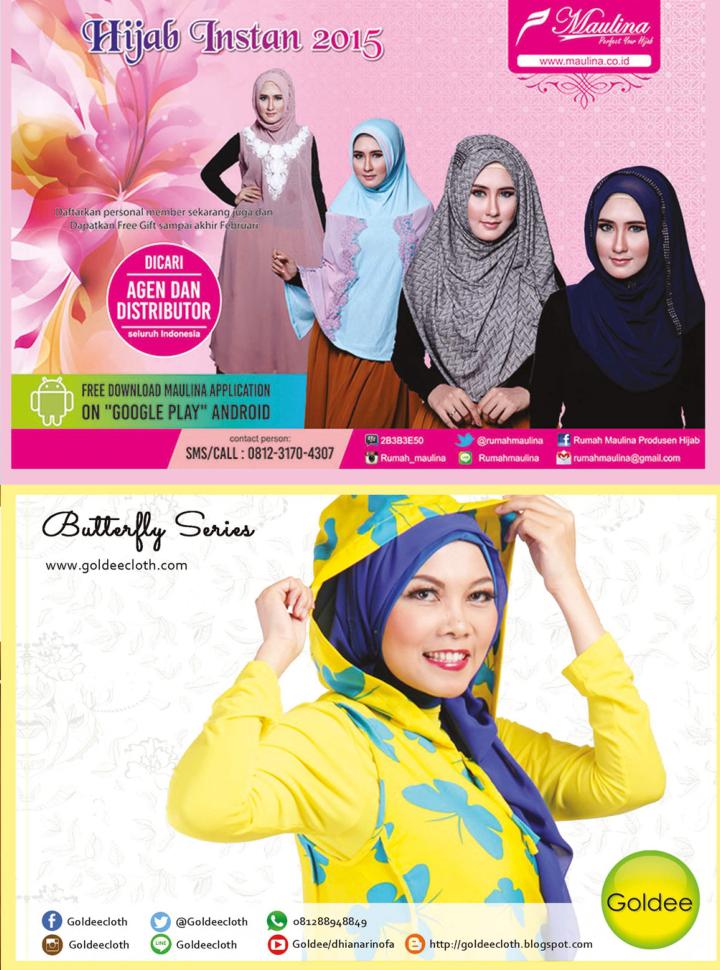 Hijab Instan 2015
Maulina
Perfect Your Hijab
www.maulina.co.id
Daftarkan personal member sekarang juga dan
Dapatkan Free Gift sampai akhir Februari
DICARI
AGEN DAN
DISTRIBUTOR
seluruh Indonesia
FREE DOWNLOAD MAULINA APPLICATION
ON "GOOGLE PLAY" ANDROID
contact person:
SMS/CALL : 0812-3170-4307
2B3B3E50 @rumahmaulina Rumah Maulina Produsen Hijab
Rumah_maulina Rumahmaulina rumahmaulina@gmail.com
Butterfly Series
www.goldeecloth.com
Goldee
Goldeecloth @Goldeecloth 081288948849
Goldeecloth Goldeecloth Goldee/dhianarinofa http://goldeecloth.blogspot.com